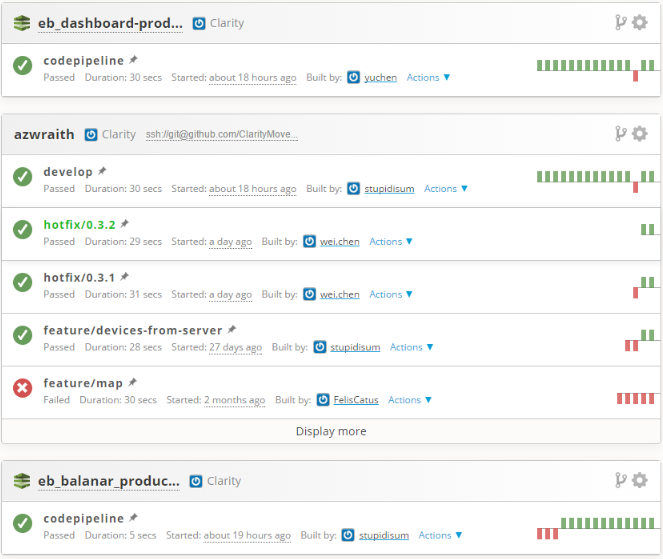 eb_dashboard-prod... Clarity
codepipeline
Passed Duration: 30 secs Started: about 18 hours ago Built by: yuchen Actions ▼
azwraith Clarity ssh://git@github.com/ClarityMove...
develop
Passed Duration: 30 secs Started: about 18 hours ago Built by: stupidisum Actions ▼
hotfix/0.3.2
Passed Duration: 29 secs Started: a day ago Built by: wei.chen Actions ▼
hotfix/0.3.1
Passed Duration: 31 secs Started: a day ago Built by: wei.chen Actions ▼
feature/devices-from-server
Passed Duration: 28 secs Started: 27 days ago Built by: stupidisum Actions ▼
feature/map
Failed Duration: 30 secs Started: 2 months ago Built by: FelisCatus Actions ▼
Display more
eb_balanar_produc... Clarity
codepipeline
Passed Duration: 5 secs Started: about 19 hours ago Built by: stupidisum Actions ▼